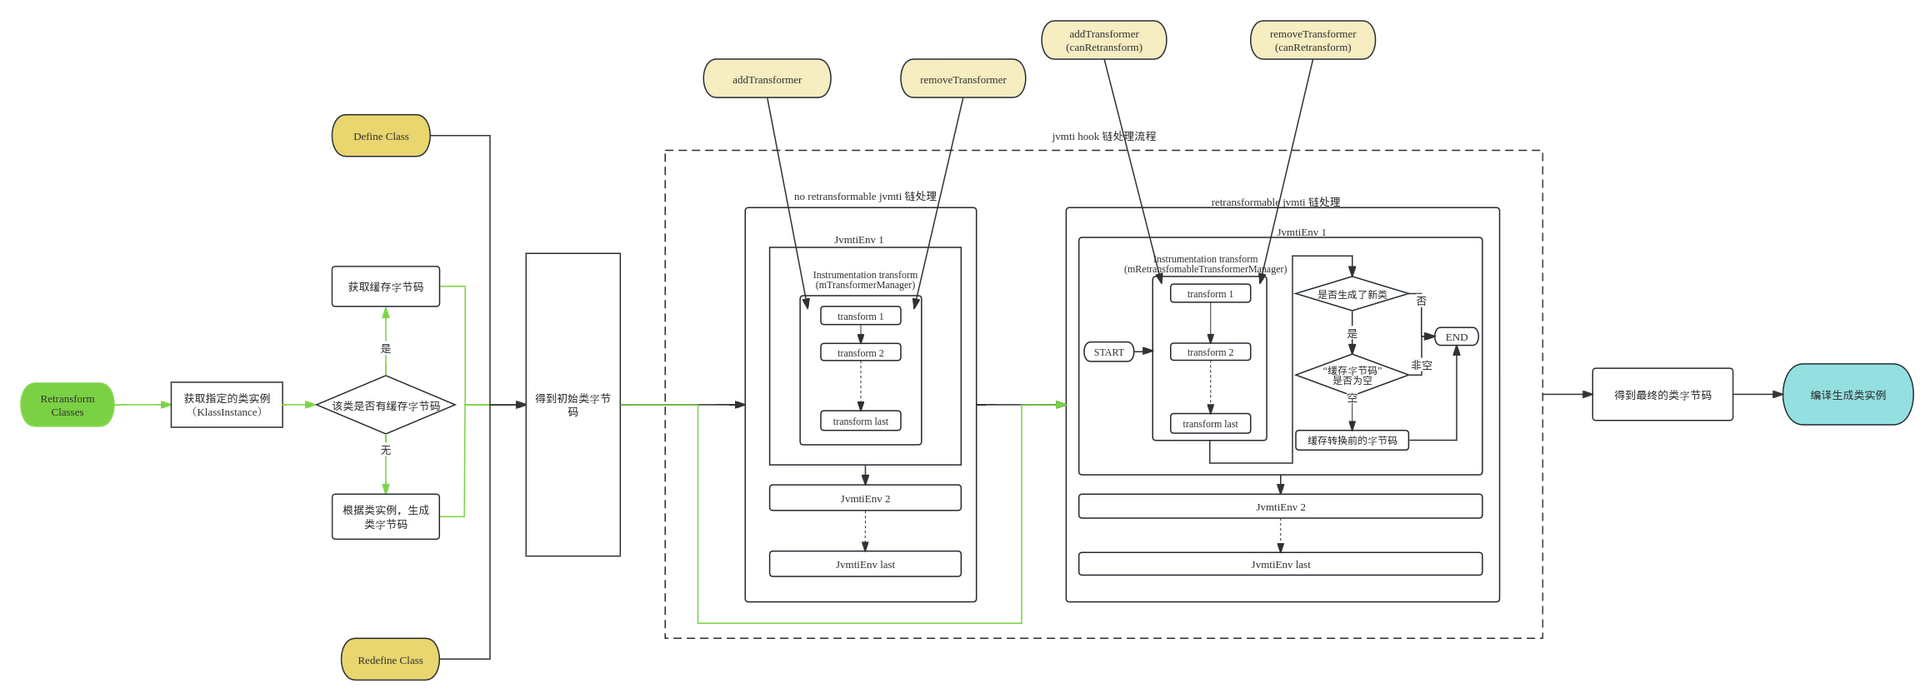 addTransformer
(canRetransform)
removeTransformer
(canRetransform)
addTransformer
removeTransformer
Define Class
jvmti hook 链处理流程
no retransformable jvmti 链处理
retransformable jvmti 链处理
JvmtiEnv 1
JvmtiEnv 1
Instrumentation transform
(mTransformerManager)
Instrumentation transform
(mRetransfomableTransformerManager)
获取缓存字节码
transform 1
transform 2
transform last
transform 1
transform 2
transform last
START
是否生成了新类
否
是
END
“缓存字节码”
是否为空
非空
空
缓存转换前的字节码
是
Retransform
Classes
获取指定的类实例
（KlassInstance）
该类是否有缓存字节码
无
根据类实例，生成
类字节码
得到初始类字节
码
JvmtiEnv 2
JvmtiEnv last
JvmtiEnv 2
JvmtiEnv last
得到最终的类字节码
编译生成类实例
Redefine Class